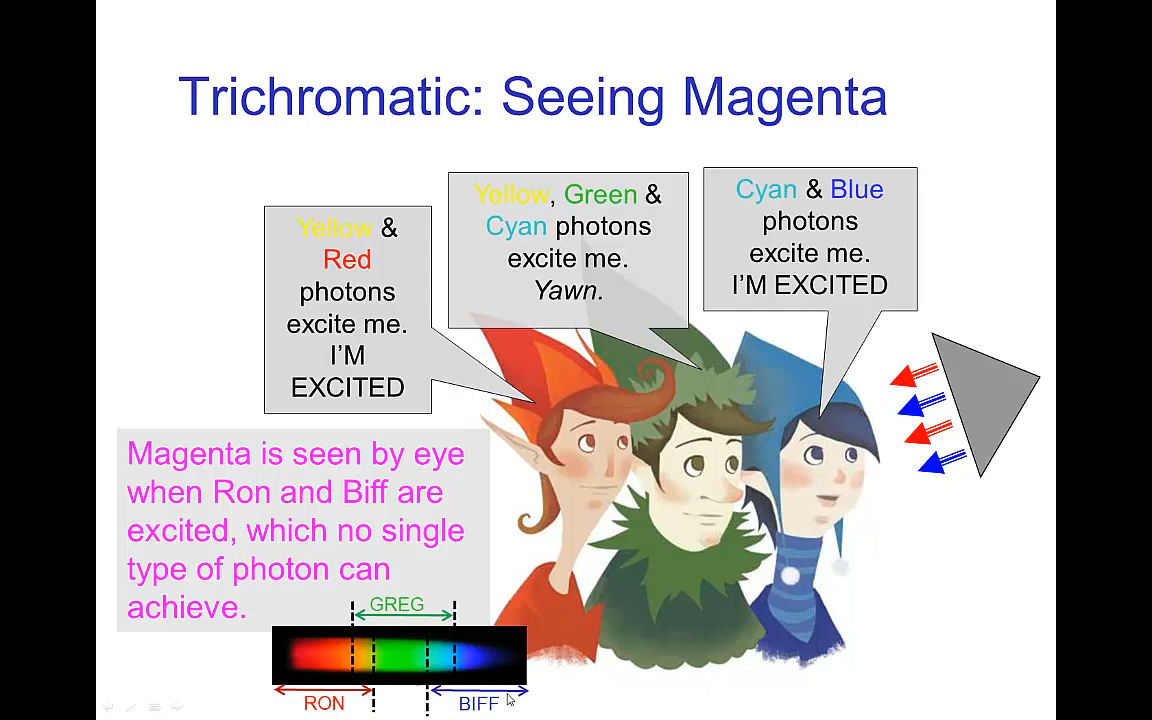 Trichromatic: Seeing Magenta
Yellow &
Red
photons
excite me.
I'M
EXCITED
Yellow, Green &
Cyan photons
excite me.
Yawn.
Cyan & Blue
photons
excite me.
I'M EXCITED
Magenta is seen by eye
when Ron and Biff are
excited, which no single
type of photon can
achieve.
GREG
RON
BIFF